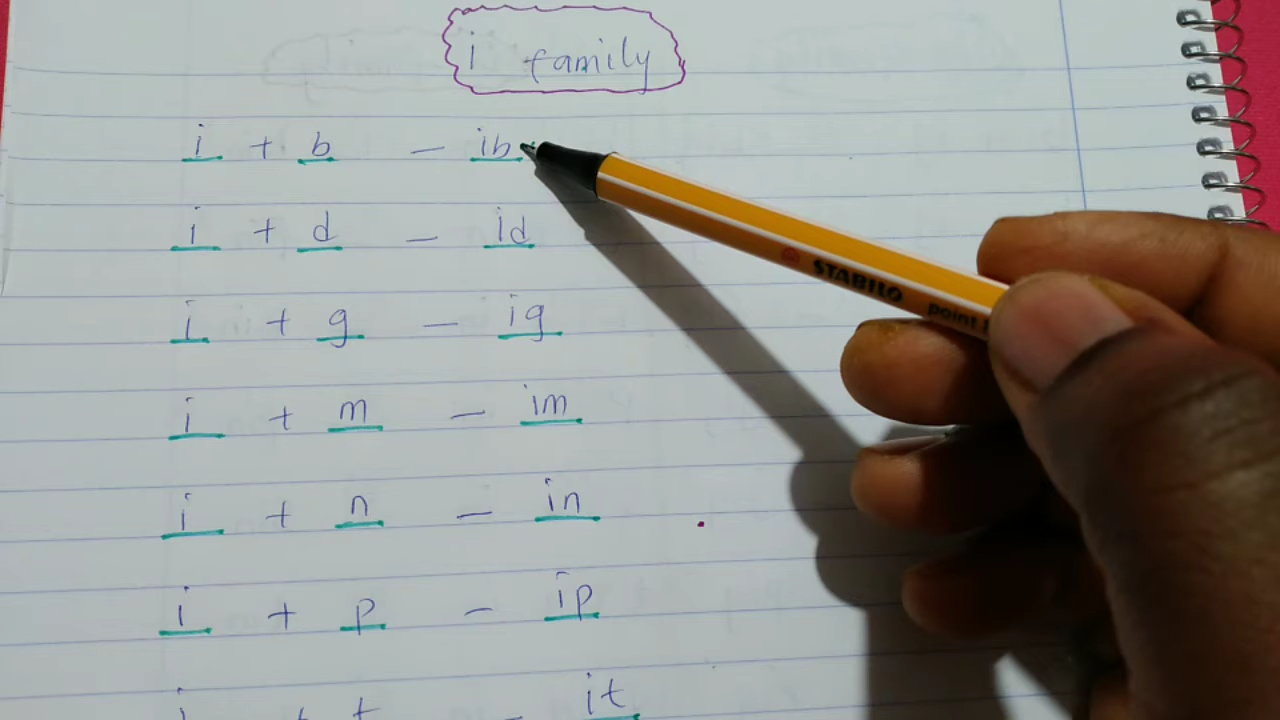 i family
i + b - ib
i + d - id
i + g - ig
i + m - im
i + n - in
i + p - ip
i + t - it
STABILO point